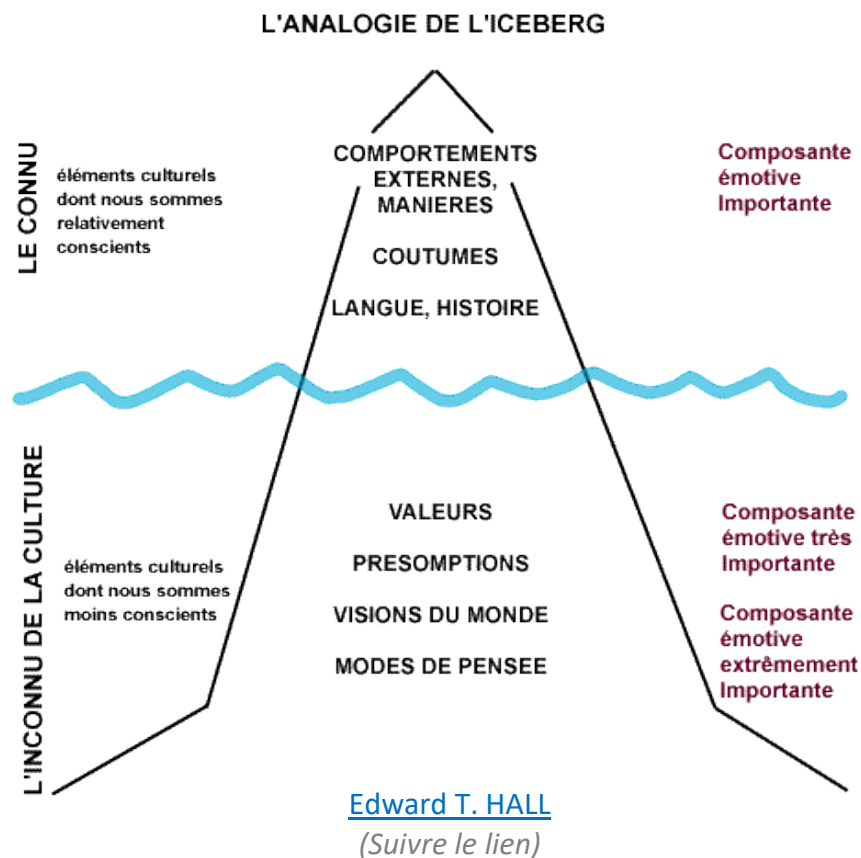 L'ANALOGIE DE L'ICEBERG
LE CONNU
éléments culturels
dont nous sommes
relativement
conscients
COMPORTEMENTS
EXTERNES,
MANIERES
COUTUMES
LANGUE, HISTOIRE
Composante
émotive
Importante
L'INCONNU DE LA CULTURE
éléments culturels
dont nous sommes
moins conscients
VALEURS
PRESOMPTIONS
VISIONS DU MONDE
MODES DE PENSEE
Composante
émotive très
Importante
Composante
émotive
extrêmement
Importante
Edward T. HALL
(Suivre le lien)